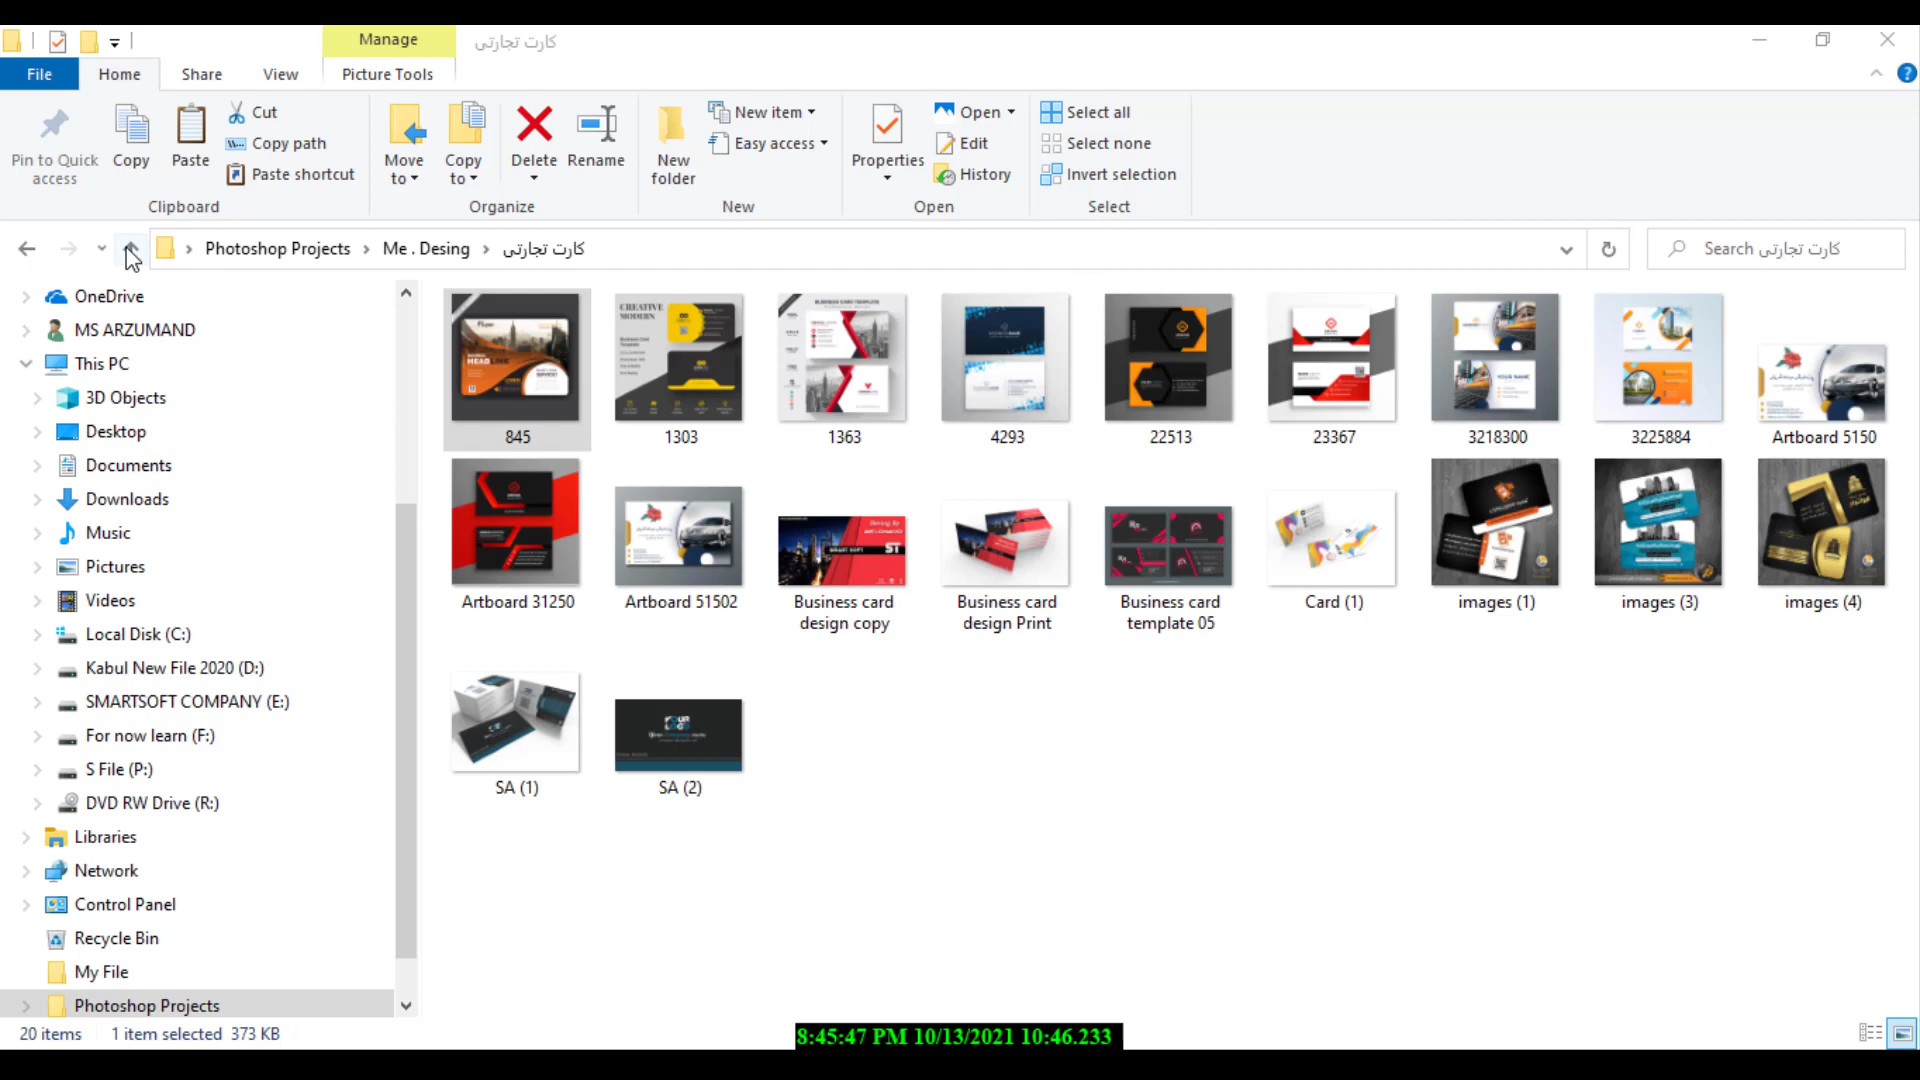 Manage
کارت تجارتی
File
Home
Share
View
Picture Tools
Pin to Quick access
Copy
Paste
Cut
Copy path
Paste shortcut
Clipboard
Move to
Copy to
Delete
Rename
Organize
New folder
New item
Easy access
New
Properties
Open
Edit
History
Open
Select all
Select none
Invert selection
Select
Photoshop Projects
Me . Desing
کارت تجارتی
Search کارت تجارتی
OneDrive
MS ARZUMAND
This PC
3D Objects
Desktop
Documents
Downloads
Music
Pictures
Videos
Local Disk (C:)
Kabul New File 2020 (D:)
SMARTSOFT COMPANY (E:)
For now learn (F:)
S File (P:)
DVD RW Drive (R:)
Libraries
Network
Control Panel
Recycle Bin
My File
Photoshop Projects
CREATIVE
MODERN
845
1303
1363
4293
22513
23367
3218300
3225884
Artboard 5150
Artboard 31250
Artboard 51502
Business card
design copy
Business card
design Print
Business card
template 05
Card (1)
images (1)
images (3)
images (4)
SA (1)
SA (2)
20 items
1 item selected 373 KB
8:45:47 PM 10/13/2021 10:46.233